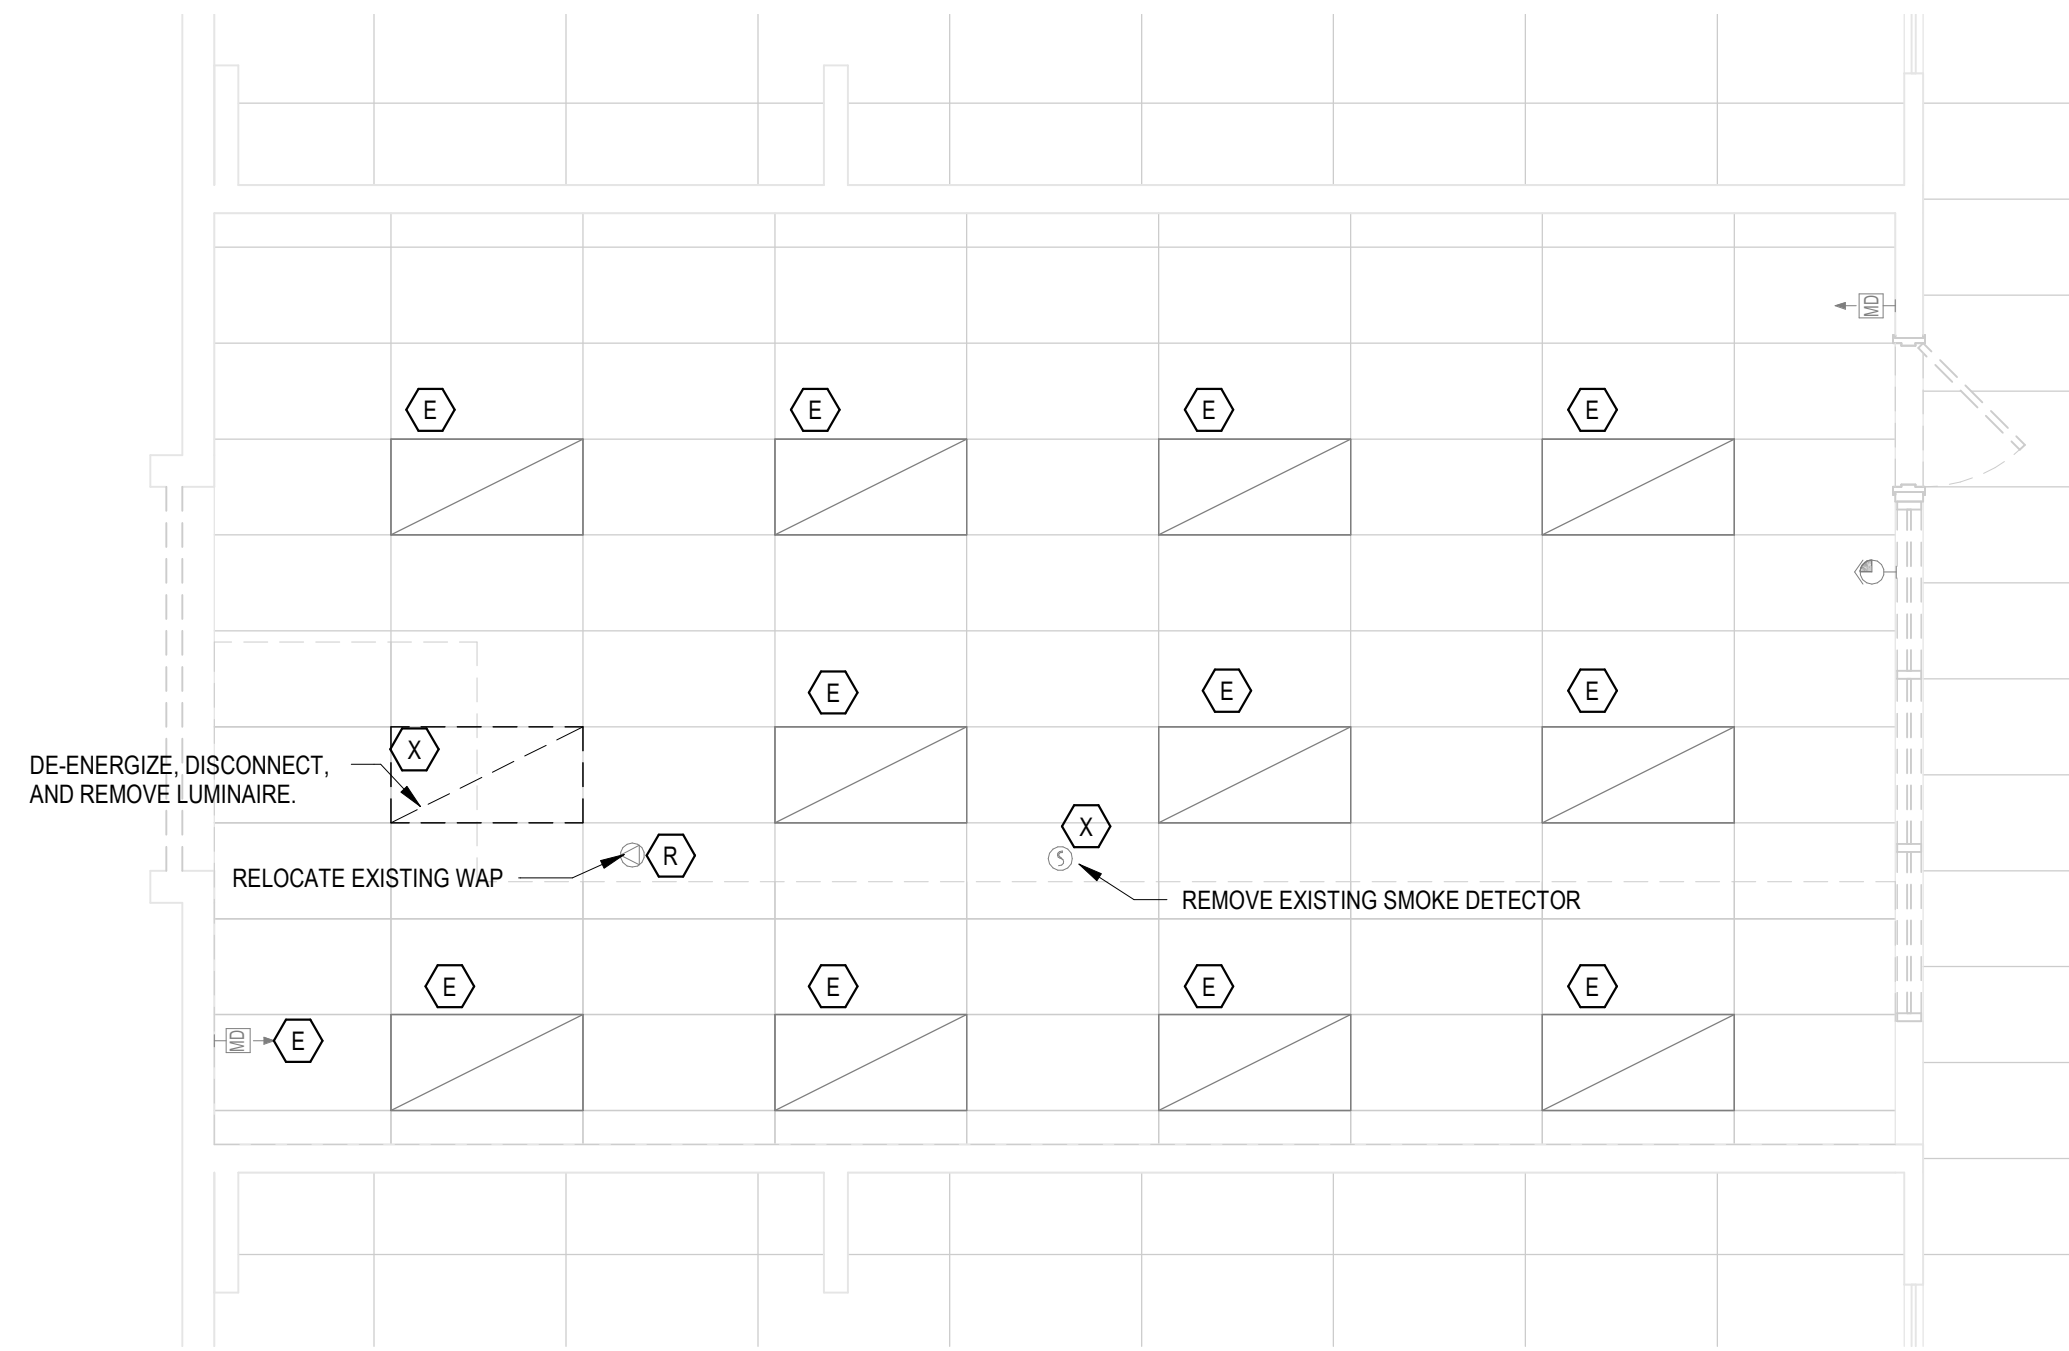 MD
E
E
E
E
E
E
E
X
DE-ENERGIZE, DISCONNECT,
AND REMOVE LUMINAIRE.
X
R
S
RELOCATE EXISTING WAP
REMOVE EXISTING SMOKE DETECTOR
E
E
E
E
MD
E